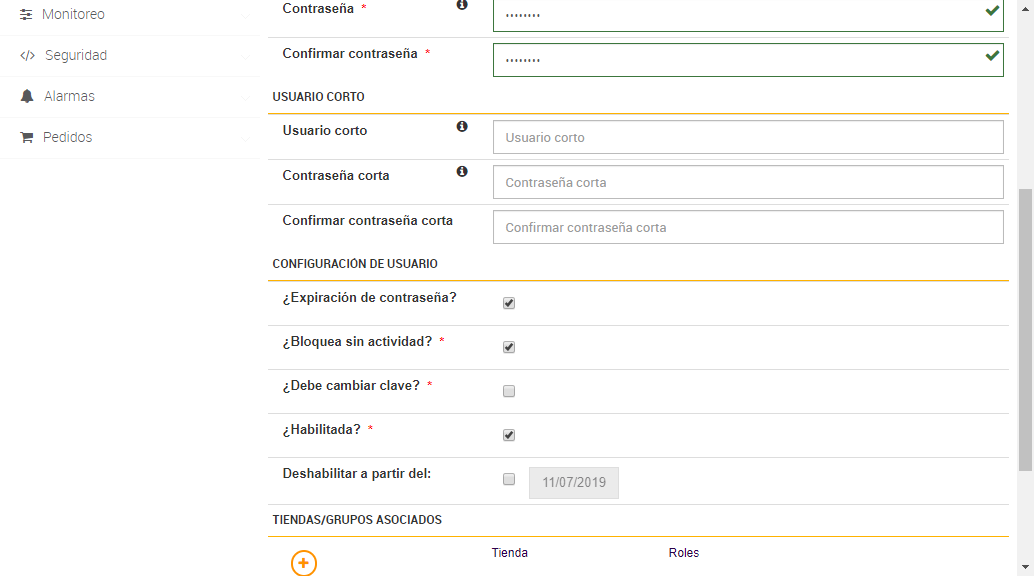 Monitoreo
Seguridad
Alarmas
Pedidos
Contraseña *
........
Confirmar contraseña *
........
USUARIO CORTO
Usuario corto
Usuario corto
Contraseña corta
Contraseña corta
Confirmar contraseña corta
Confirmar contraseña corta
CONFIGURACIÓN DE USUARIO
¿Expiración de contraseña?
¿Bloquea sin actividad? *
¿Debe cambiar clave? *
¿Habilitada? *
Deshabilitar a partir del:
11/07/2019
TIENDAS/GRUPOS ASOCIADOS
Tienda Roles